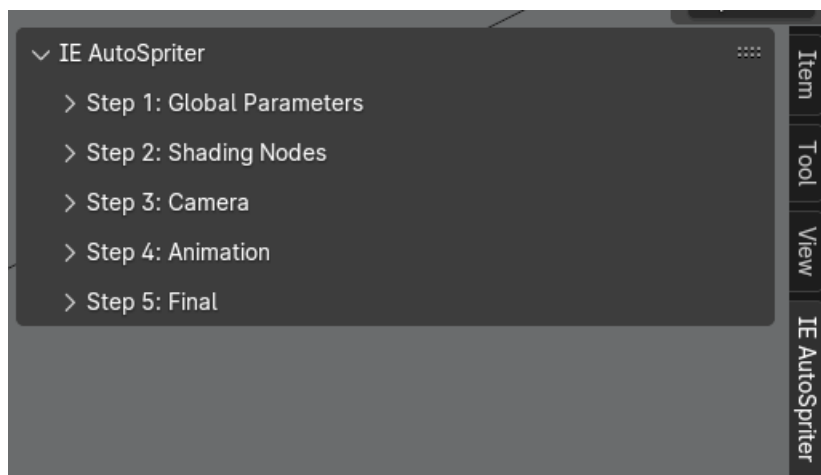 IE AutoSpriter
Step 1: Global Parameters
Step 2: Shading Nodes
Step 3: Camera
Step 4: Animation
Step 5: Final
Item
Tool
View
IE AutoSpriter